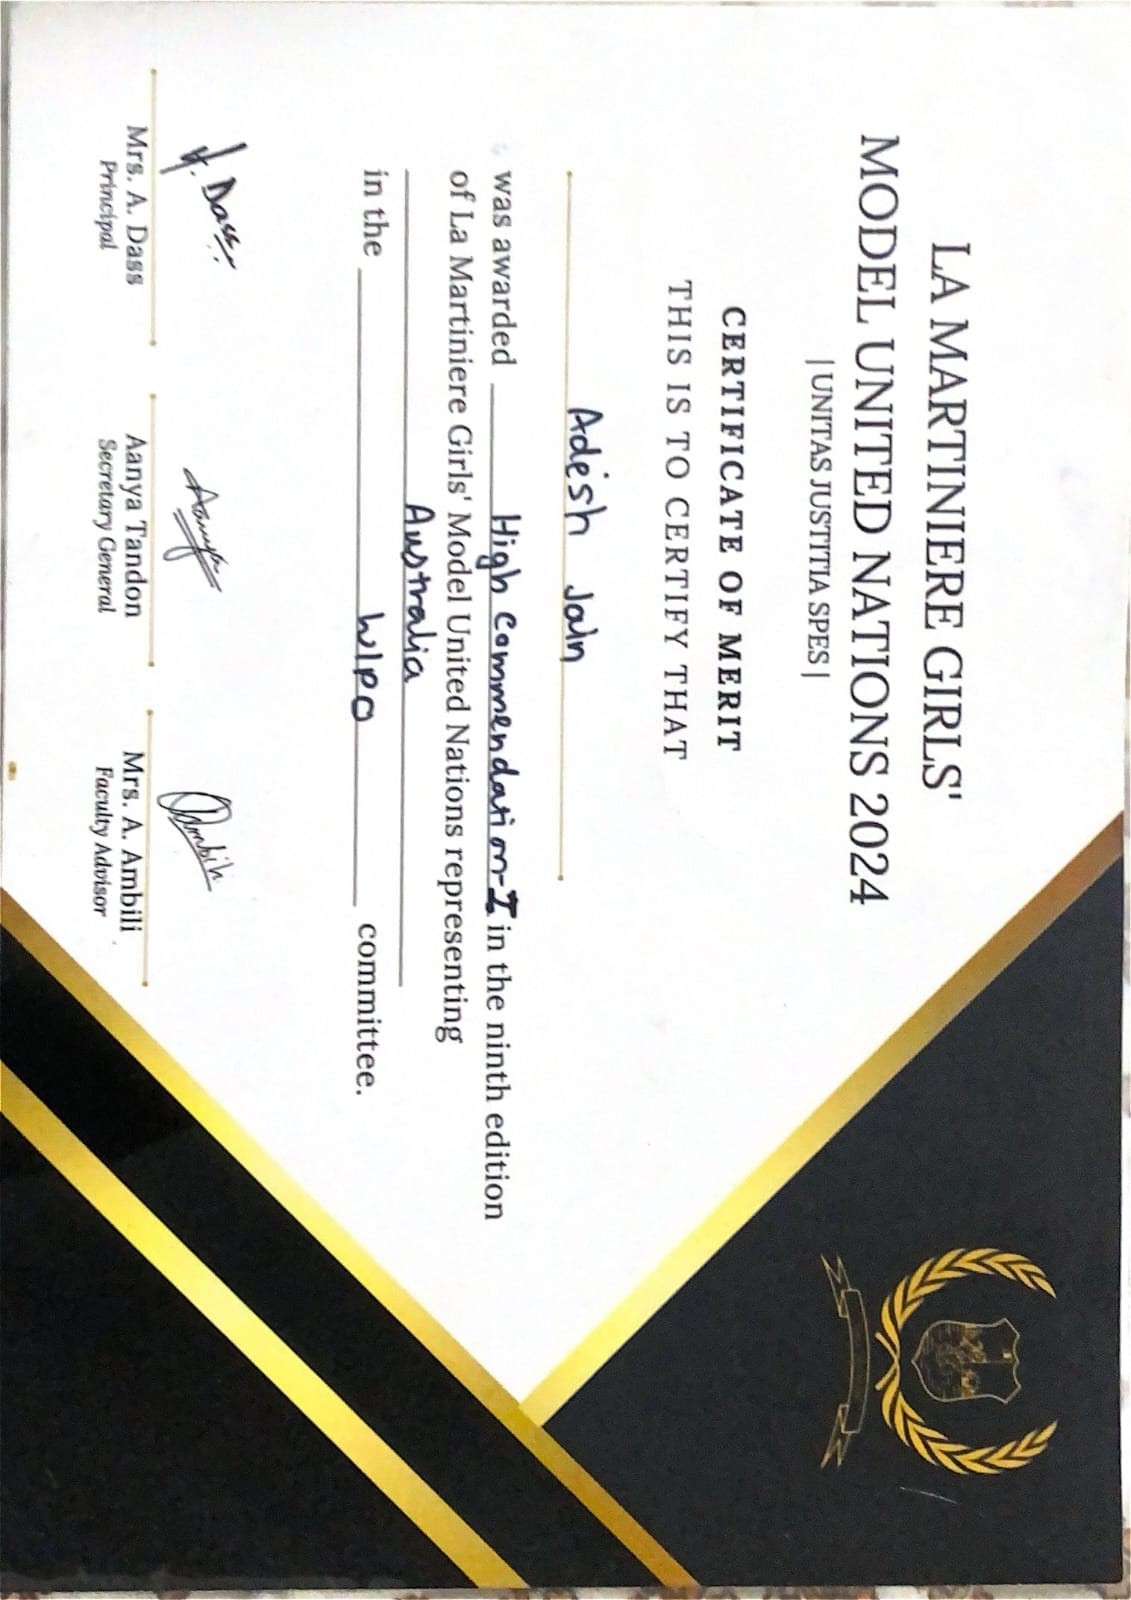 LA MARTINIERE GIRLS'
MODEL UNITED NATIONS 2024
| UNITAS JUSTITIA SPES |
CERTIFICATE OF MERIT
THIS IS TO CERTIFY THAT
Adesh Jain
was awarded High Commendation-I in the ninth edition
of La Martiniere Girls' Model United Nations representing
Australia
in the WIPO committee.
A. Dass
Mrs. A. Dass
Principal
Aanya Tandon
Secretary General
Mrs. A. Ambili
Faculty Advisor